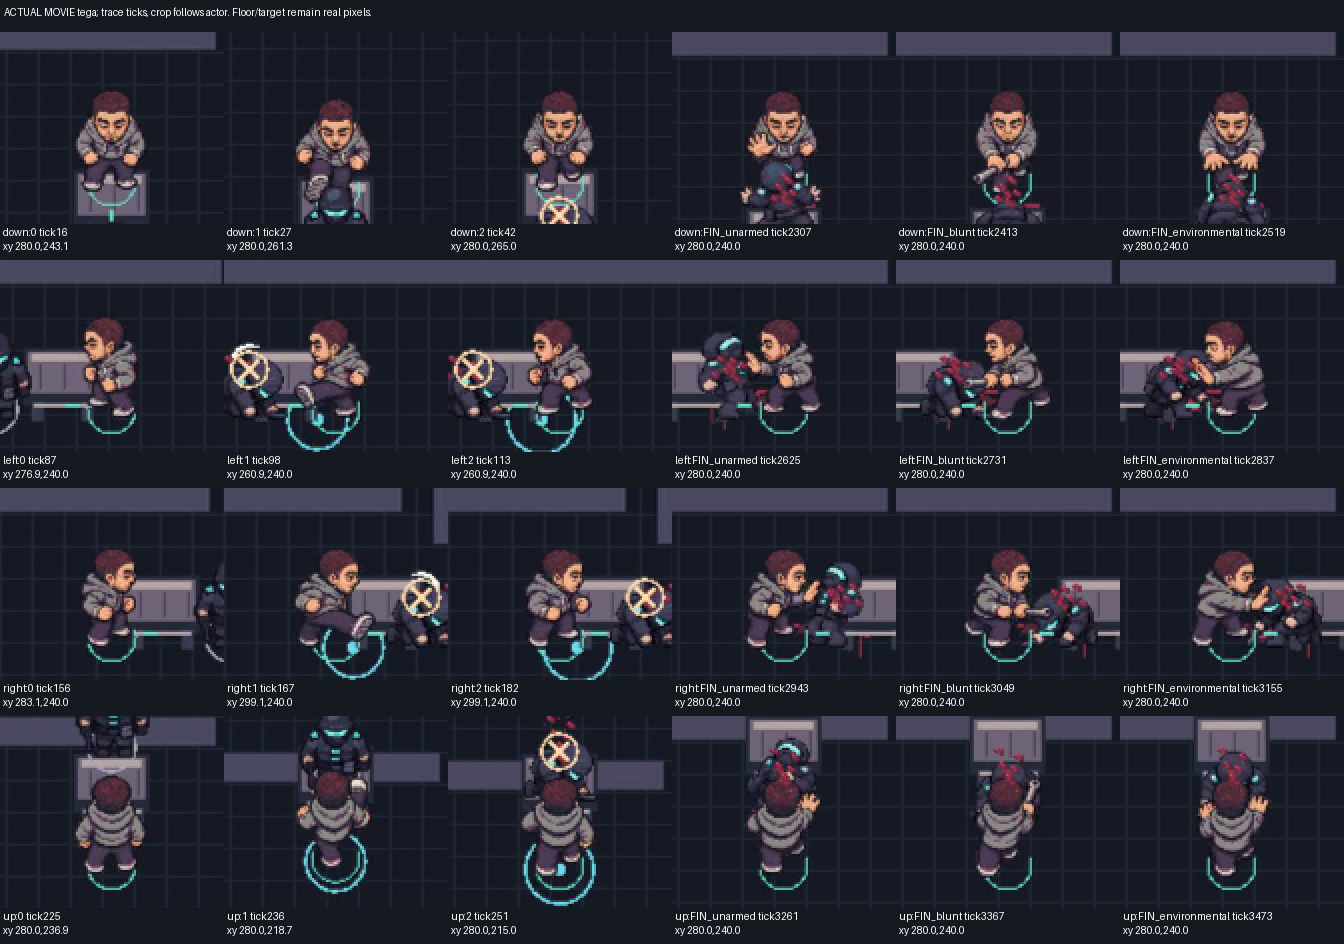 ACTUAL MOVIE tega; trace ticks, crop follows actor. Floor/target remain real pixels.
down:0 tick16
xy 280.0,243.1
down:1 tick27
xy 280.0,261.3
down:2 tick42
xy 280.0,265.0
down:FIN_unarmed tick2307
xy 280.0,240.0
down:FIN_blunt tick2413
xy 280.0,240.0
down:FIN_environmental tick2519
xy 280.0,240.0
left:0 tick87
xy 276.9,240.0
left:1 tick98
xy 260.9,240.0
left:2 tick113
xy 260.9,240.0
left:FIN_unarmed tick2625
xy 280.0,240.0
left:FIN_blunt tick2731
xy 280.0,240.0
left:FIN_environmental tick2837
xy 280.0,240.0
right:0 tick156
xy 283.1,240.0
right:1 tick167
xy 299.1,240.0
right:2 tick182
xy 299.1,240.0
right:FIN_unarmed tick2943
xy 280.0,240.0
right:FIN_blunt tick3049
xy 280.0,240.0
right:FIN_environmental tick3155
xy 280.0,240.0
up:0 tick225
xy 280.0,236.9
up:1 tick236
xy 280.0,218.7
up:2 tick251
xy 280.0,215.0
up:FIN_unarmed tick3261
xy 280.0,240.0
up:FIN_blunt tick3367
xy 280.0,240.0
up:FIN_environmental tick3473
xy 280.0,240.0